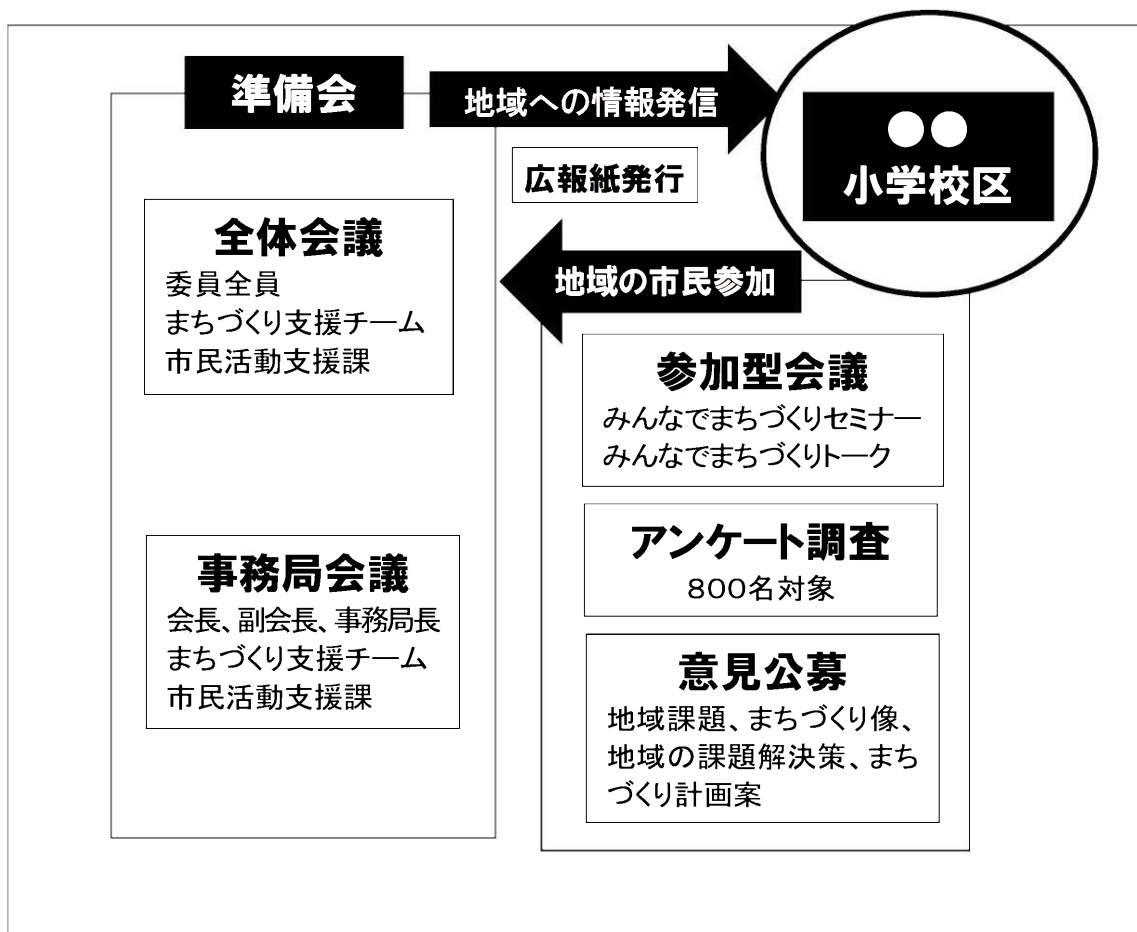 準備会
地域への情報発信
●●
小学校区
広報紙発行
全体会議
委員全員
まちづくり支援チーム
市民活動支援課
地域の市民参加
参加型会議
みんなでまちづくりセミナー
みんなでまちづくりトーク
アンケート調査
800名対象
事務局会議
会長、副会長、事務局長
まちづくり支援チーム
市民活動支援課
意見公募
地域課題、まちづくり像、
地域の課題解決策、まち
づくり計画案